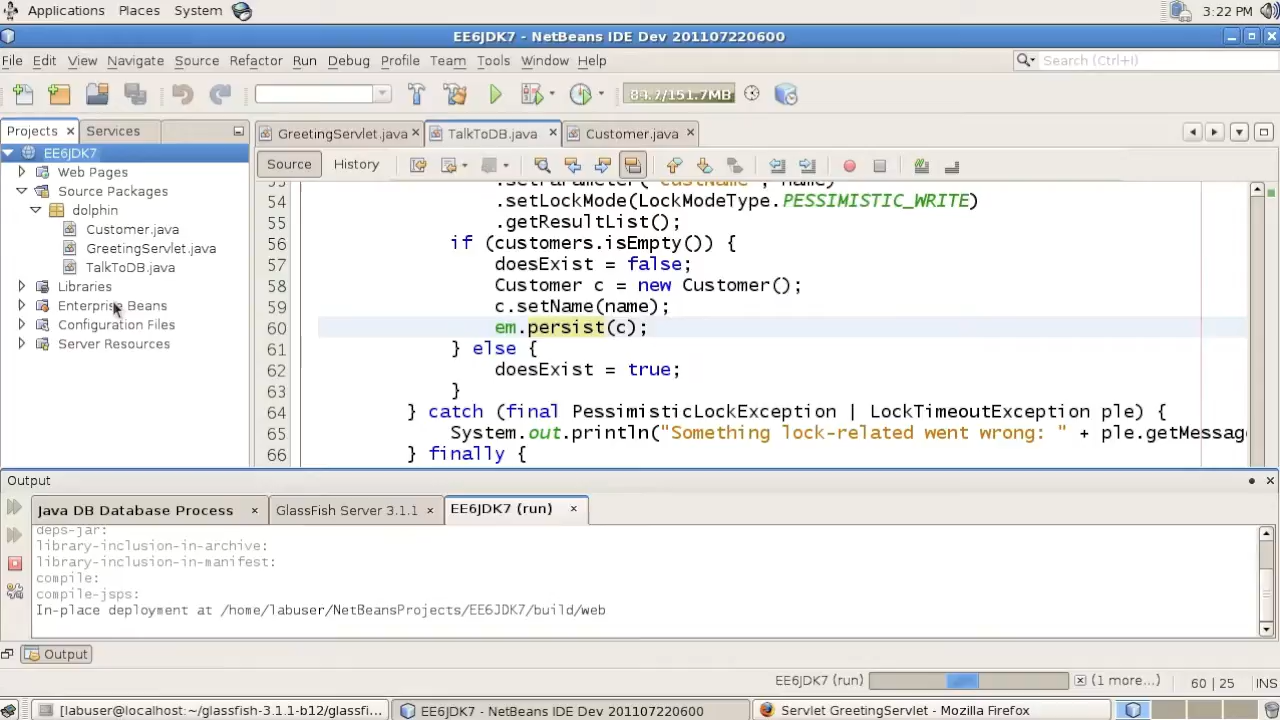 Applications Places System
3:22 PM
EE6JDK7 - NetBeans IDE Dev 201107220600
File Edit View Navigate Source Refactor Run Debug Profile Team Tools Window Help
Search (Ctrl+I)
84.7/151.7MB
Projects
Services
GreetingServlet.java
TalkToDB.java
Customer.java
EE6JDK7
Web Pages
Source Packages
dolphin
Customer.java
GreetingServlet.java
TalkToDB.java
Libraries
Enterprise Beans
Configuration Files
Server Resources
Source
History
.setParameter("custName", name)
54 .setLockMode(LockModeType.PESSIMISTIC_WRITE)
55 .getResultList();
56 if (customers.isEmpty()) {
57 doesExist = false;
58 Customer c = new Customer();
59 c.setName(name);
60 em.persist(c);
61 } else {
62 doesExist = true;
63 }
64 } catch (final PessimisticLockException | LockTimeoutException ple) {
65 System.out.println("Something lock-related went wrong: " + ple.getMessag
66 } finally {
Output
Java DB Database Process
GlassFish Server 3.1.1
EE6JDK7 (run)
deps-jar:
library-inclusion-in-archive:
library-inclusion-in-manifest:
compile:
compile-jsps:
In-place deployment at /home/labuser/NetBeansProjects/EE6JDK7/build/web
Output
EE6JDK7 (run)
(1 more...)
60 | 25
INS
[labuser@localhost:~/glassfish-3.1.1-b12/glassfi...
EE6JDK7 - NetBeans IDE Dev 201107220600
Servlet GreetingServlet - Mozilla Firefox